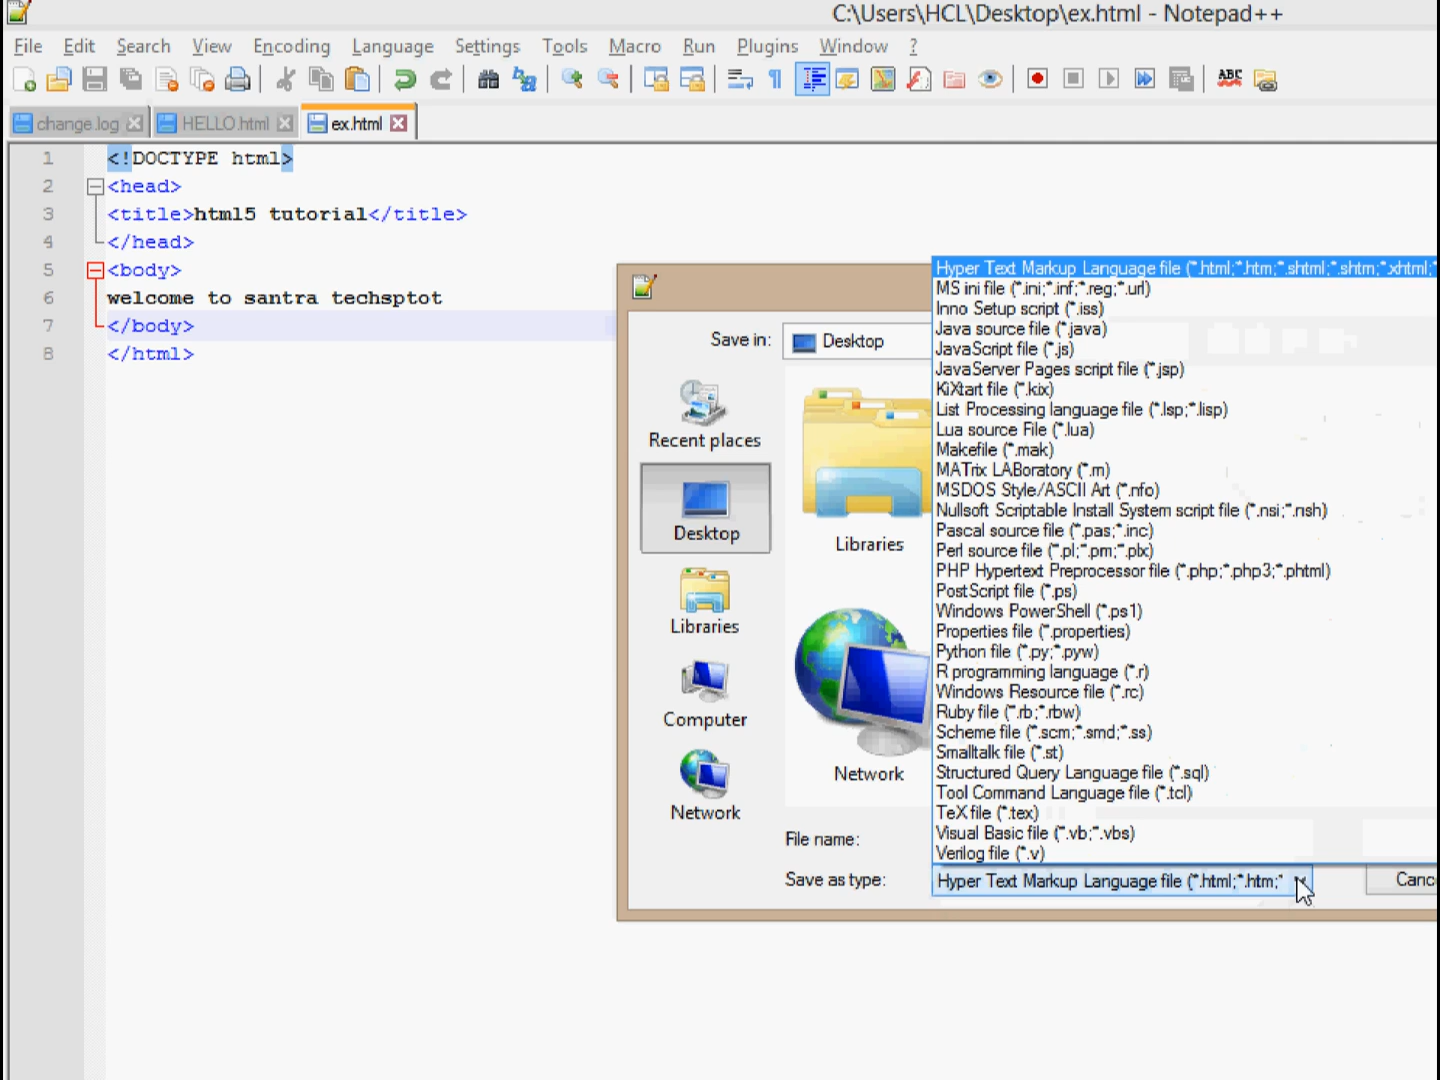 C:\Users\HCL\Desktop\ex.html - Notepad++
File Edit Search View Encoding Language Settings Tools Macro Run Plugins Window ?
ABC
change.log HELLO.html ex.html
1 <!DOCTYPE html>
2 <head>
3 <title>html5 tutorial</title>
4 </head>
5 <body>
6 welcome to santra techsptot
7 </body>
8 </html>
Save in: Desktop
Recent places
Desktop
Libraries
Computer
Network
Libraries
Network
Hyper Text Markup Language file (*.html;*.htm;*.shtml;*.shtm;*.xhtml;*
MS ini file (*.ini;*.inf;*.reg;*.url)
Inno Setup script (*.iss)
Java source file (*.java)
JavaScript file (*.js)
JavaServer Pages script file (*.jsp)
KiXtart file (*.kix)
List Processing language file (*.lsp;*.lisp)
Lua source File (*.lua)
Makefile (*.mak)
MATrix LABoratory (*.m)
MSDOS Style/ASCII Art (*.nfo)
Nullsoft Scriptable Install System script file (*.nsi;*.nsh)
Pascal source file (*.pas;*.inc)
Perl source file (*.pl;*.pm;*.plx)
PHP Hypertext Preprocessor file (*.php;*.php3;*.phtml)
PostScript file (*.ps)
Windows PowerShell (*.ps1)
Properties file (*.properties)
Python file (*.py;*.pyw)
R programming language (*.r)
Windows Resource file (*.rc)
Ruby file (*.rb;*.rbw)
Scheme file (*.scm;*.smd;*.ss)
Smalltalk file (*.st)
Structured Query Language file (*.sql)
Tool Command Language file (*.tcl)
TeX file (*.tex)
Visual Basic file (*.vb;*.vbs)
Verilog file (*.v)
File name:
Save as type: Hyper Text Markup Language file (*.html;*.htm;* Canc